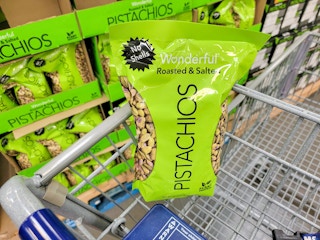 PISTACHIOS
No
Shells
Wonderful
Roasted & Salted
PISTACHIOS